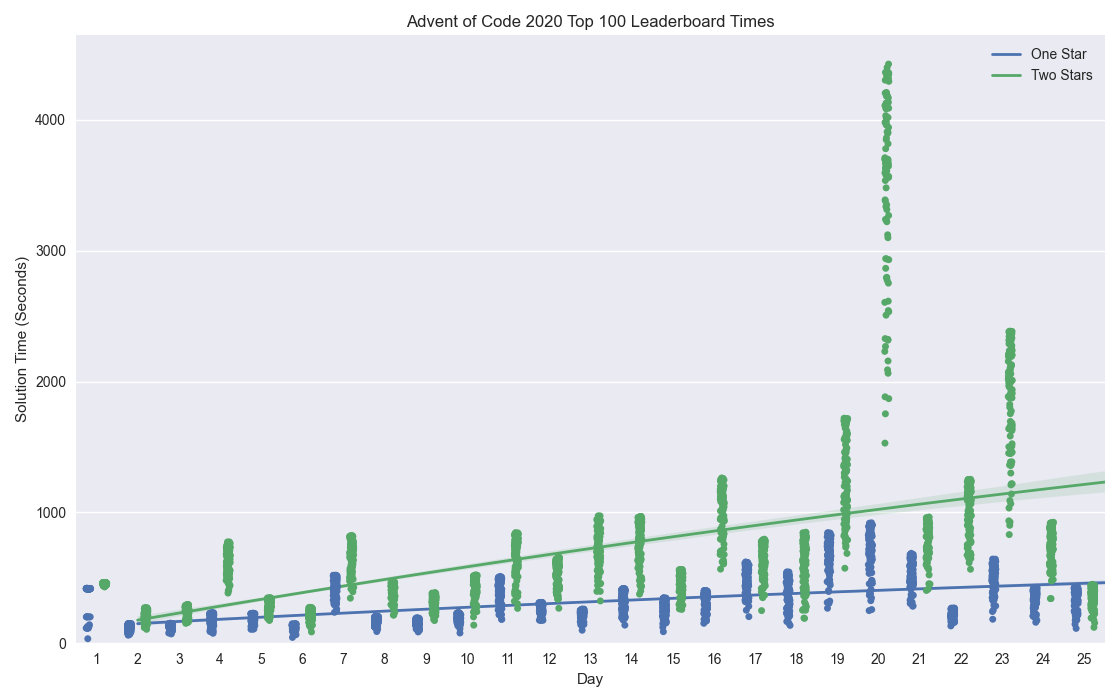 Advent of Code 2020 Top 100 Leaderboard Times
One Star
Two Stars
Solution Time (Seconds)
4000
3000
2000
1000
0
1 2 3 4 5 6 7 8 9 10 11 12 13 14 15 16 17 18 19 20 21 22 23 24 25
Day